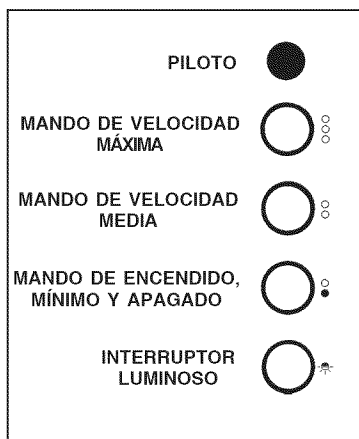 PILOTO
MANDO DE VELOCIDAD
MÁXIMA
MANDO DE VELOCIDAD
MEDIA
MANDO DE ENCENDIDO,
MÍNIMO Y APAGADO
INTERRUPTOR
LUMINOSO